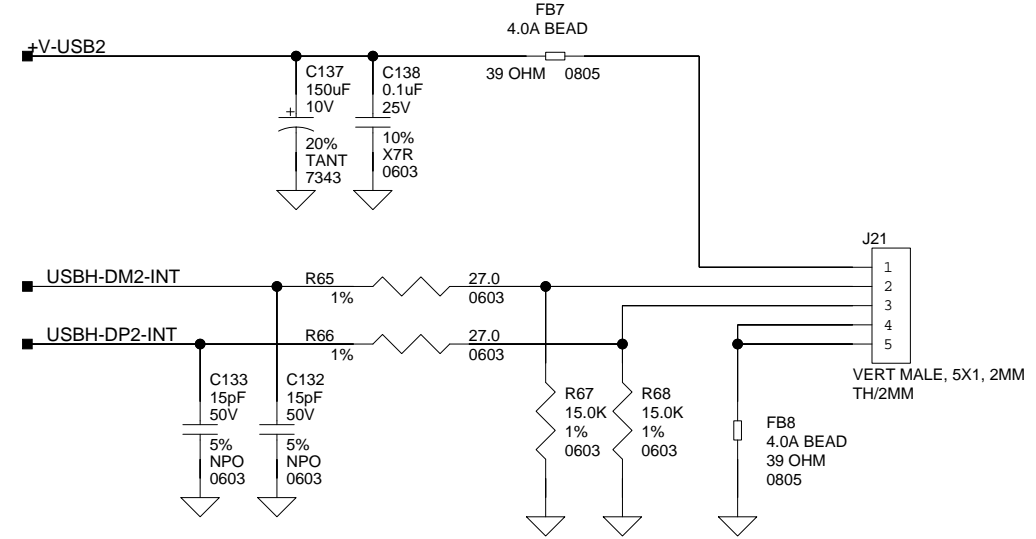 FB7
4.0A BEAD
+V-USB2
39 OHM 0805
C137
150uF
10V
+
20%
TANT
7343
C138
0.1uF
25V
10%
X7R
0603
J21
1
2
3
4
5
VERT MALE, 5X1, 2MM
TH/2MM
USBH-DM2-INT
R65
1%
27.0
0603
USBH-DP2-INT
R66
1%
27.0
0603
C133
15pF
50V
5%
NPO
0603
C132
15pF
50V
5%
NPO
0603
R67
15.0K
1%
0603
R68
15.0K
1%
0603
FB8
4.0A BEAD
39 OHM
0805